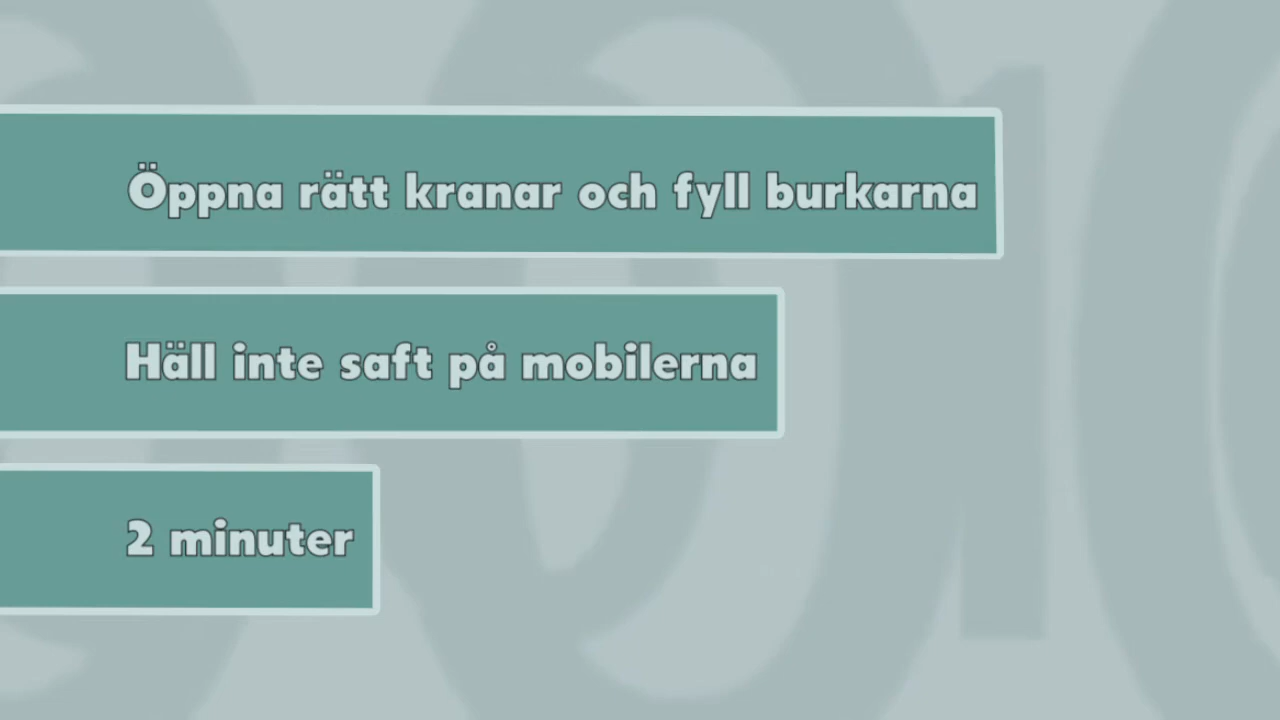 Öppna rätt kranar och fyll burkarna
Häll inte saft på mobilerna
2 minuter